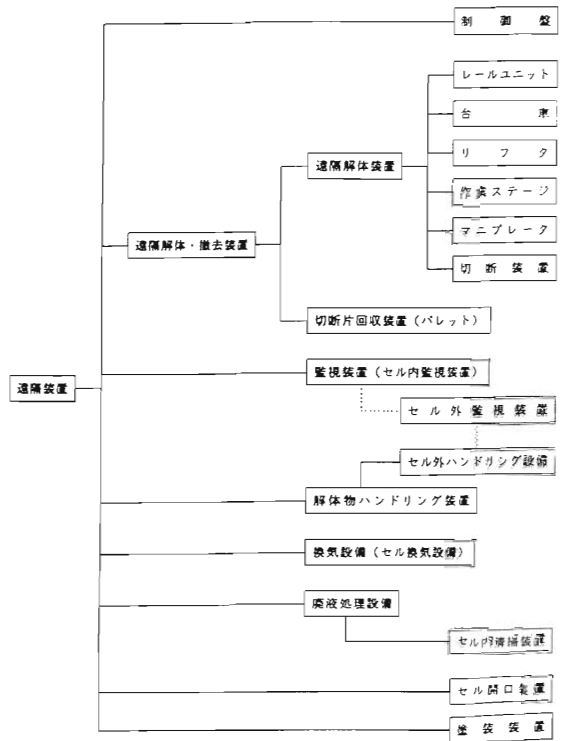 制御盤
レールユニット
台車
リフタ
遠隔解体装置
作業ステージ
マニプレータ
遠隔解体・撤去装置
切断装置
切断片回収装置（パレット）
監視装置（セル内監視装置）
遠隔装置
セル外監視装置
セル外ハンドリング設備
解体物ハンドリング装置
換気設備（セル換気設備）
廃液処理設備
セル内清掃装置
セル開口装置
塗装装置